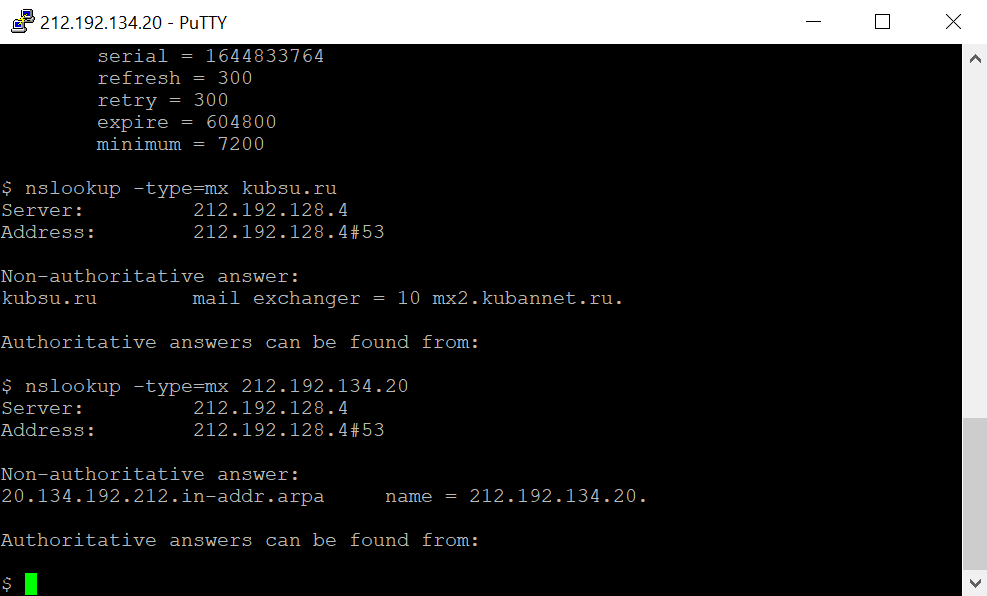 212.192.134.20 - PuTTY
serial = 1644833764
refresh = 300
retry = 300
expire = 604800
minimum = 7200
$ nslookup -type=mx kubsu.ru
Server: 212.192.128.4
Address: 212.192.128.4#53
Non-authoritative answer:
kubsu.ru mail exchanger = 10 mx2.kubannet.ru.
Authoritative answers can be found from:
$ nslookup -type=mx 212.192.134.20
Server: 212.192.128.4
Address: 212.192.128.4#53
Non-authoritative answer:
20.134.192.212.in-addr.arpa name = 212.192.134.20.
Authoritative answers can be found from:
$